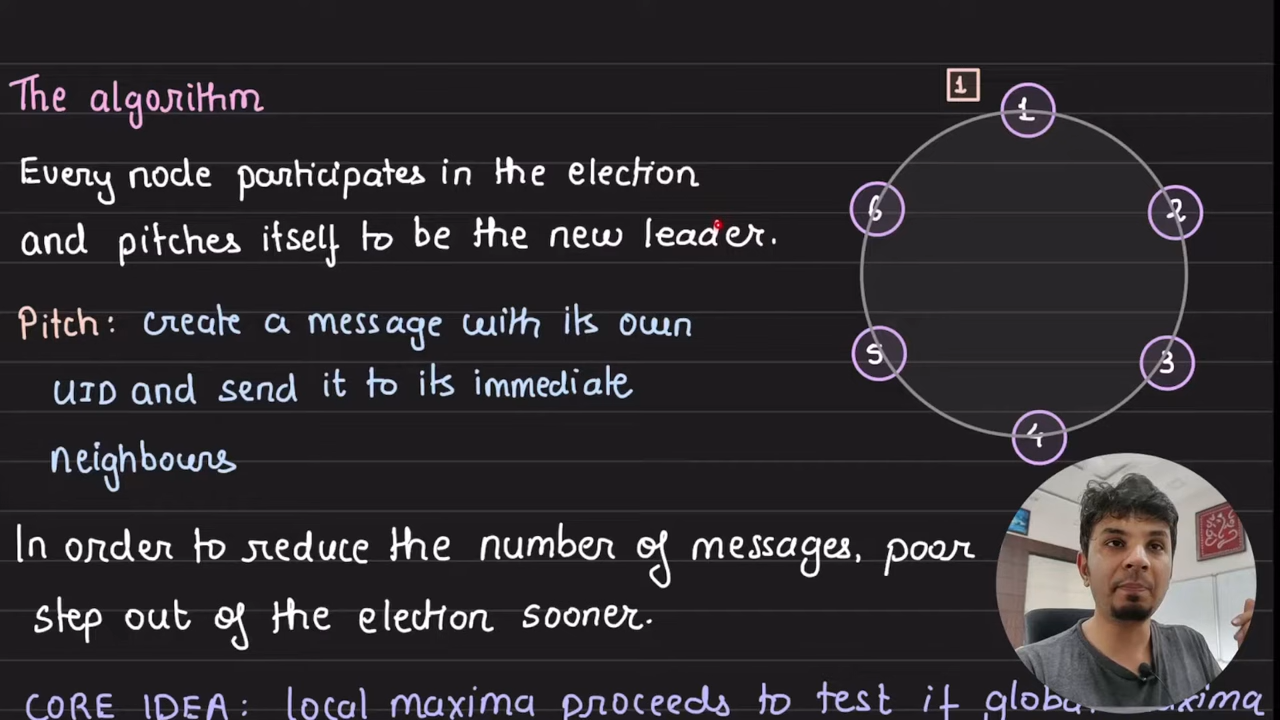 The algorithm
Every node participates in the election
and pitches itself to be the new leader.
Pitch: create a message with its own
UID and send it to its immediate
neighbours
In order to reduce the number of messages, poor
step out of the election sooner.
CORE IDEA: local maxima proceeds to test if global maxima
1
1
6
2
5
3
4